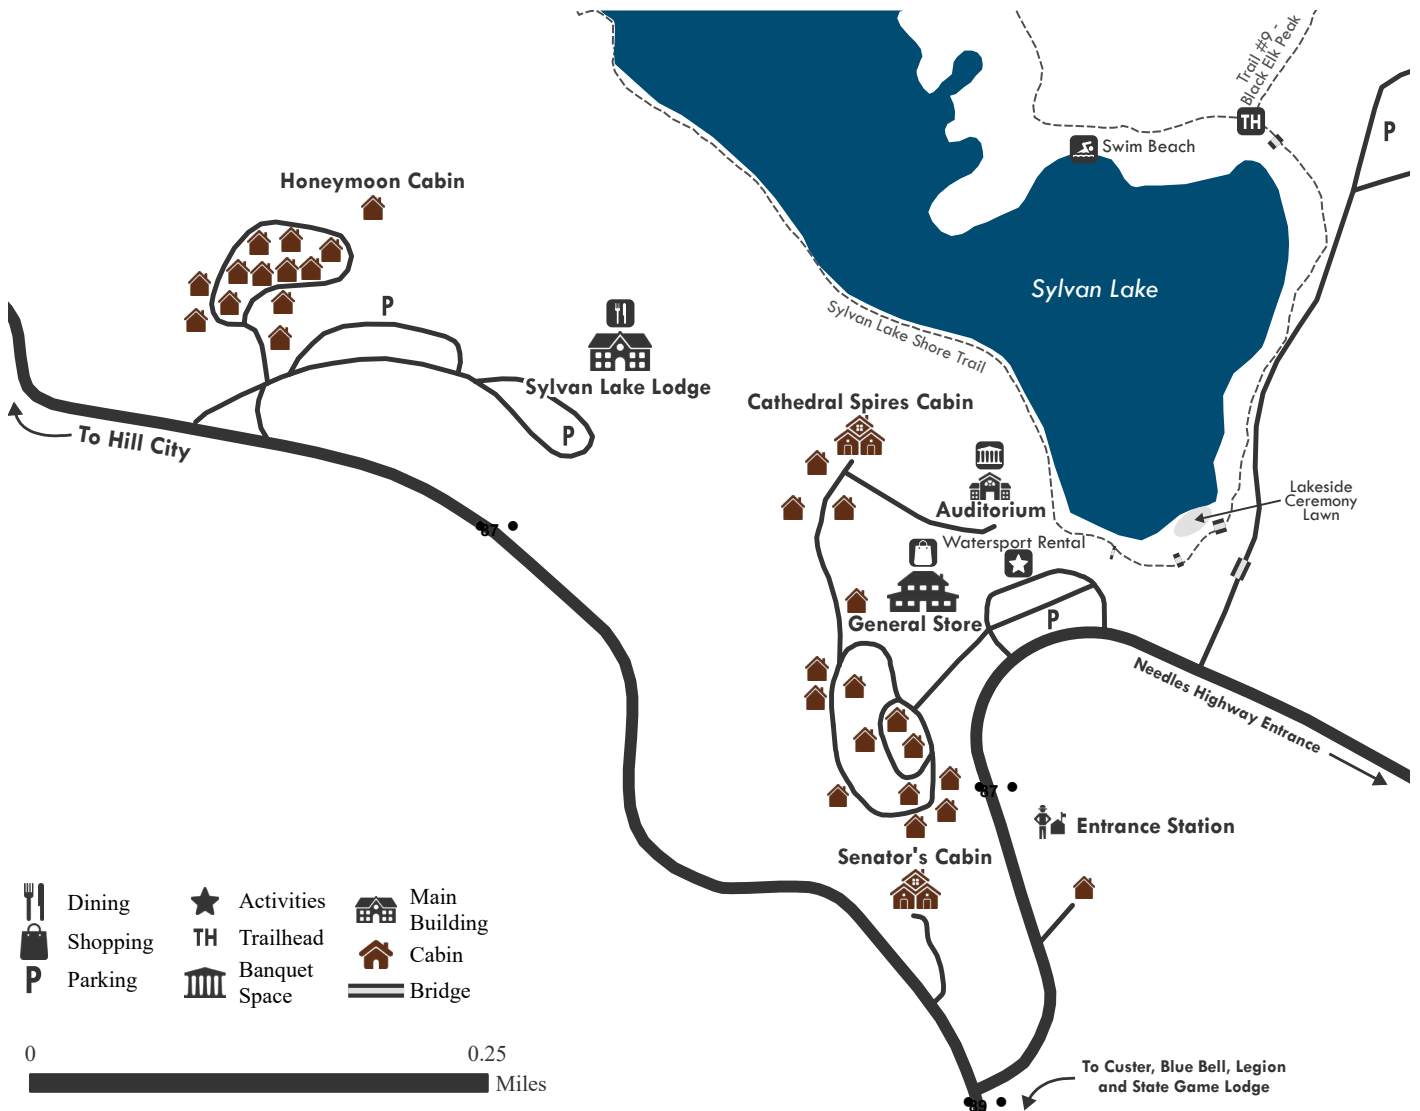 Trail #9 -
Black Elk Peak
TH
P
Swim Beach
Honeymoon Cabin
Sylvan Lake
P
Sylvan Lake Shore Trail
Sylvan Lake Lodge
Cathedral Spires Cabin
P
To Hill City
Lakeside
Ceremony
Lawn
Auditorium
87
Watersport Rental
General Store
P
Needles Highway Entrance
87
Entrance Station
Senator's Cabin
Dining
Shopping
P Parking
Activities
TH Trailhead
Banquet
Space
Main
Building
Cabin
Bridge
0 0.25
Miles
To Custer, Blue Bell, Legion
and State Game Lodge
89